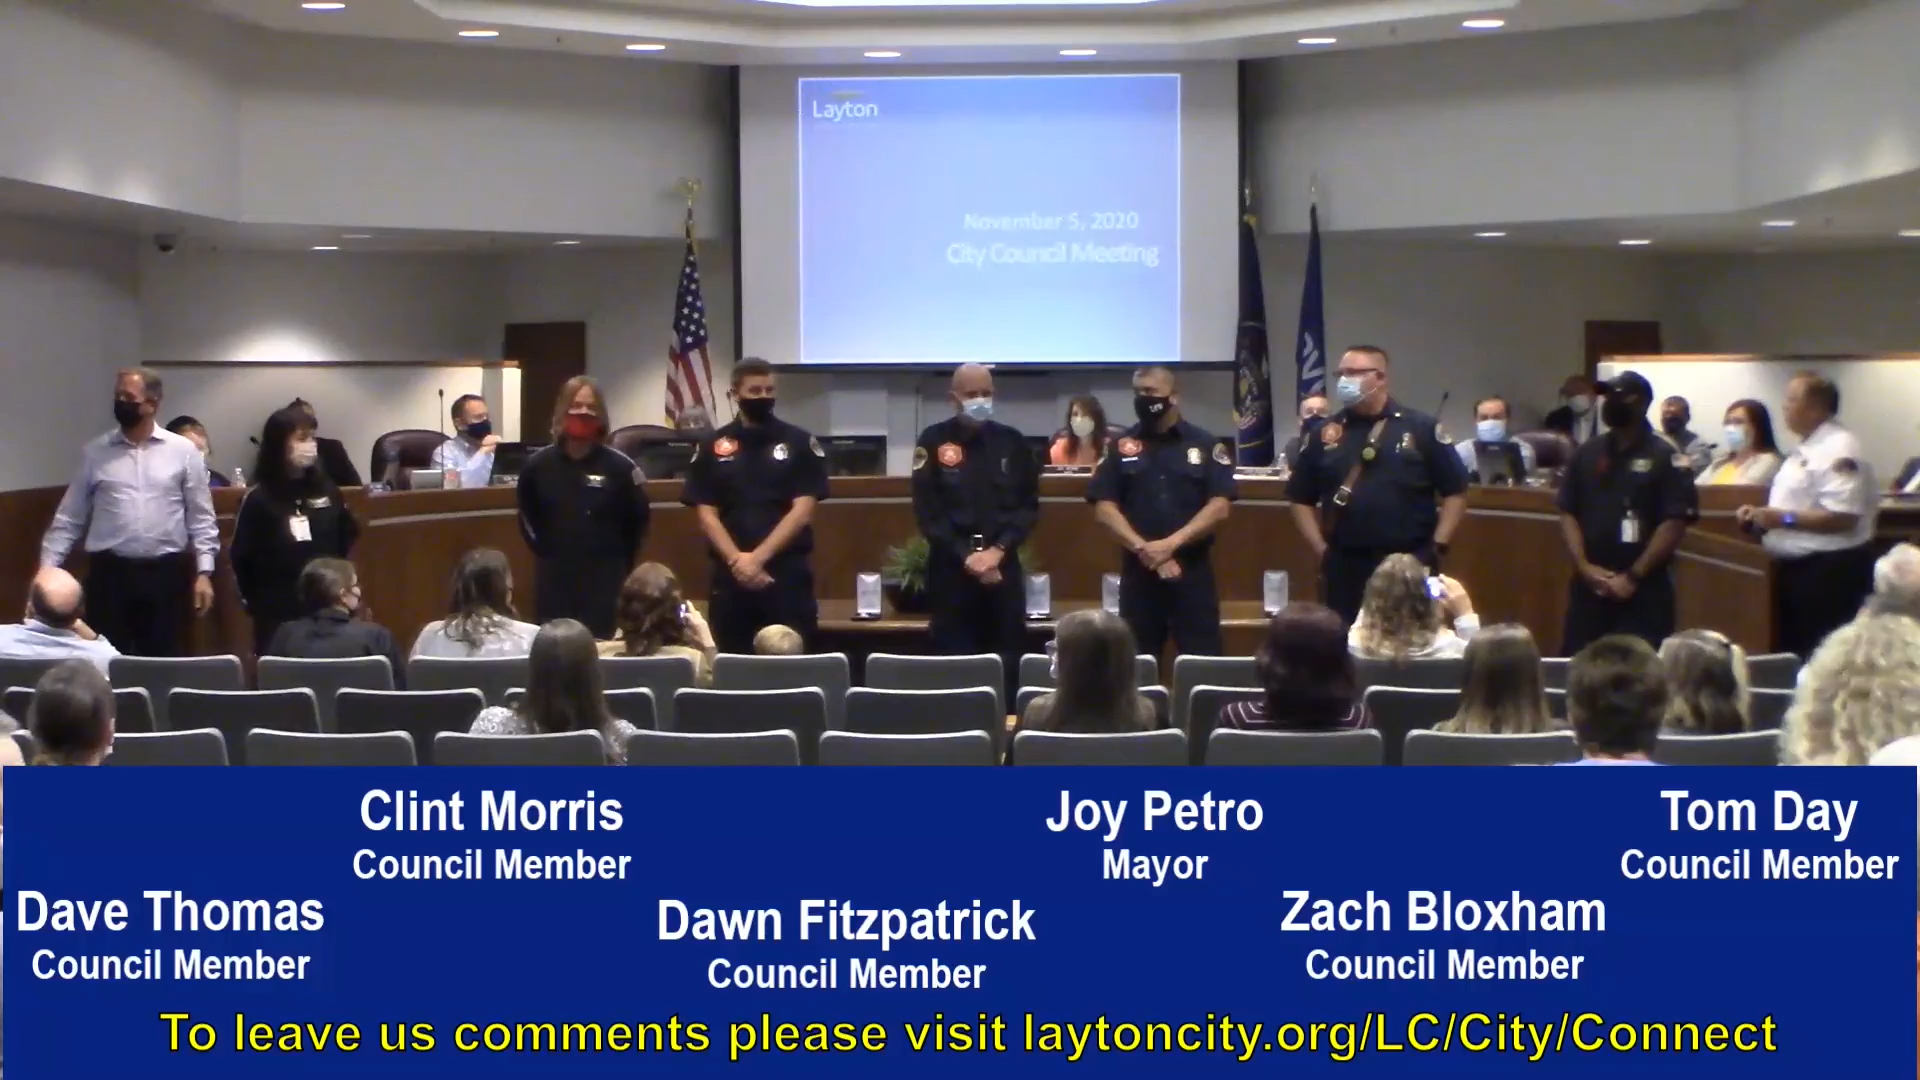 Layton
November 5, 2020
City Council Meeting
Clint Morris
Council Member
Joy Petro
Mayor
Tom Day
Council Member
Dave Thomas
Council Member
Dawn Fitzpatrick
Council Member
Zach Bloxham
Council Member
To leave us comments please visit laytoncity.org/LC/City/Connect